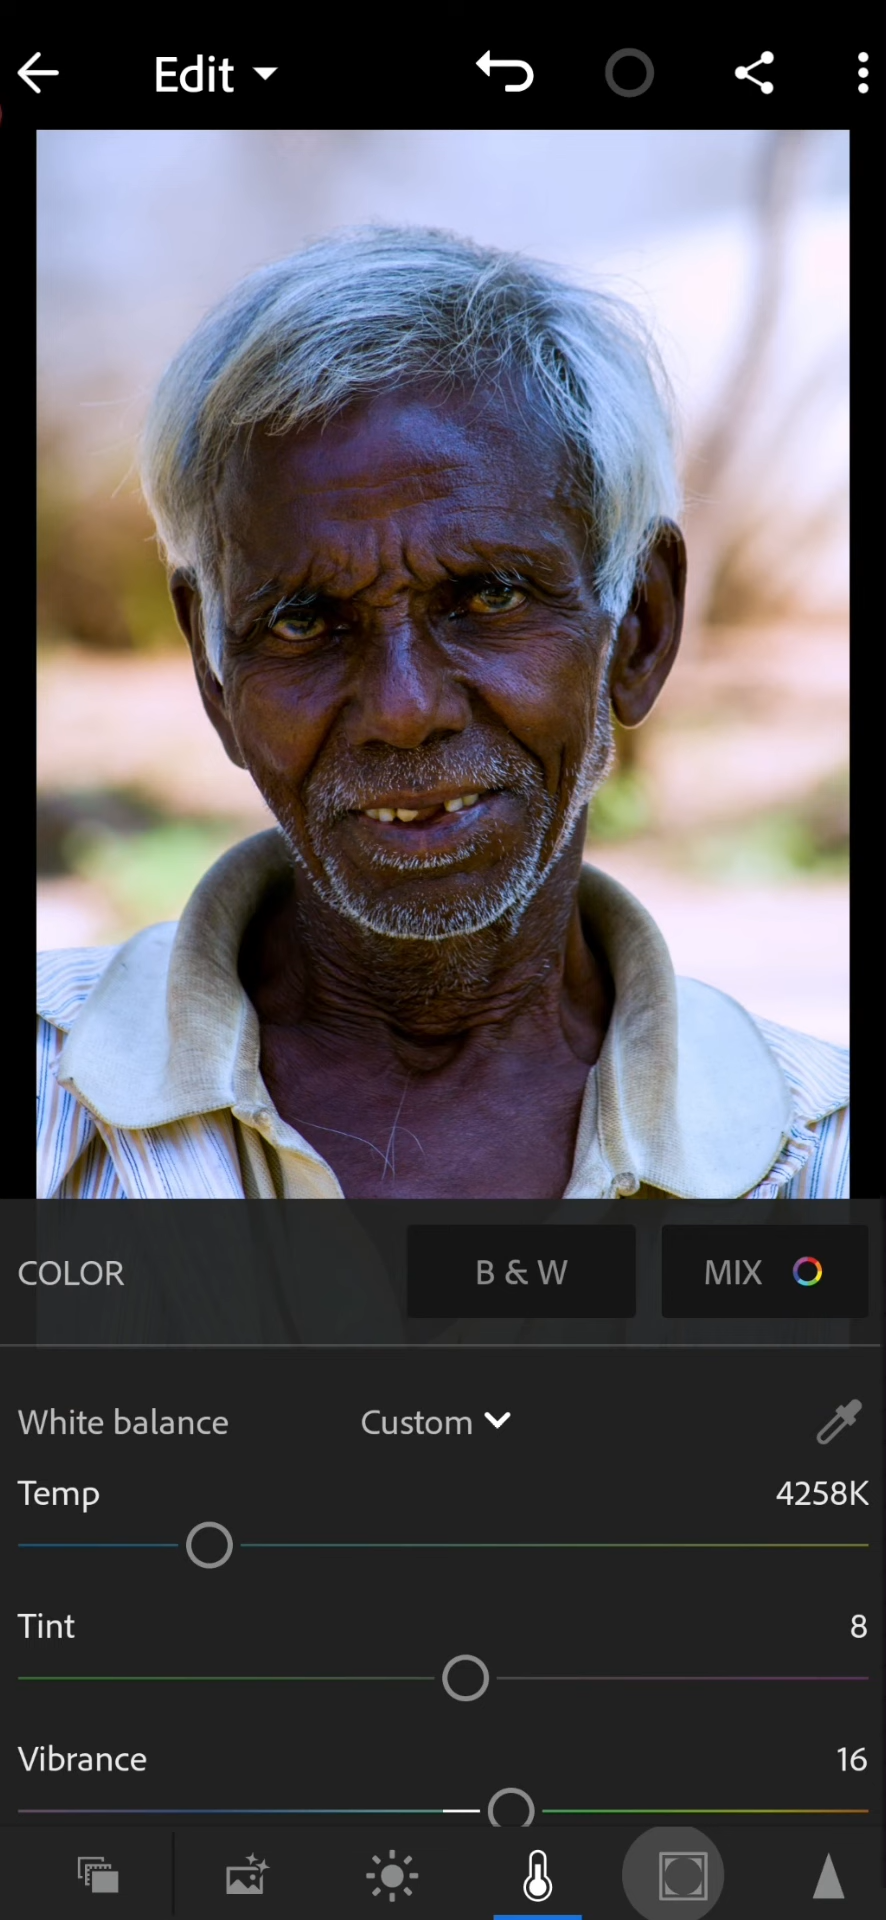 Edit
COLOR B & W MIX
White balance Custom
Temp 4258K
Tint 8
Vibrance 16